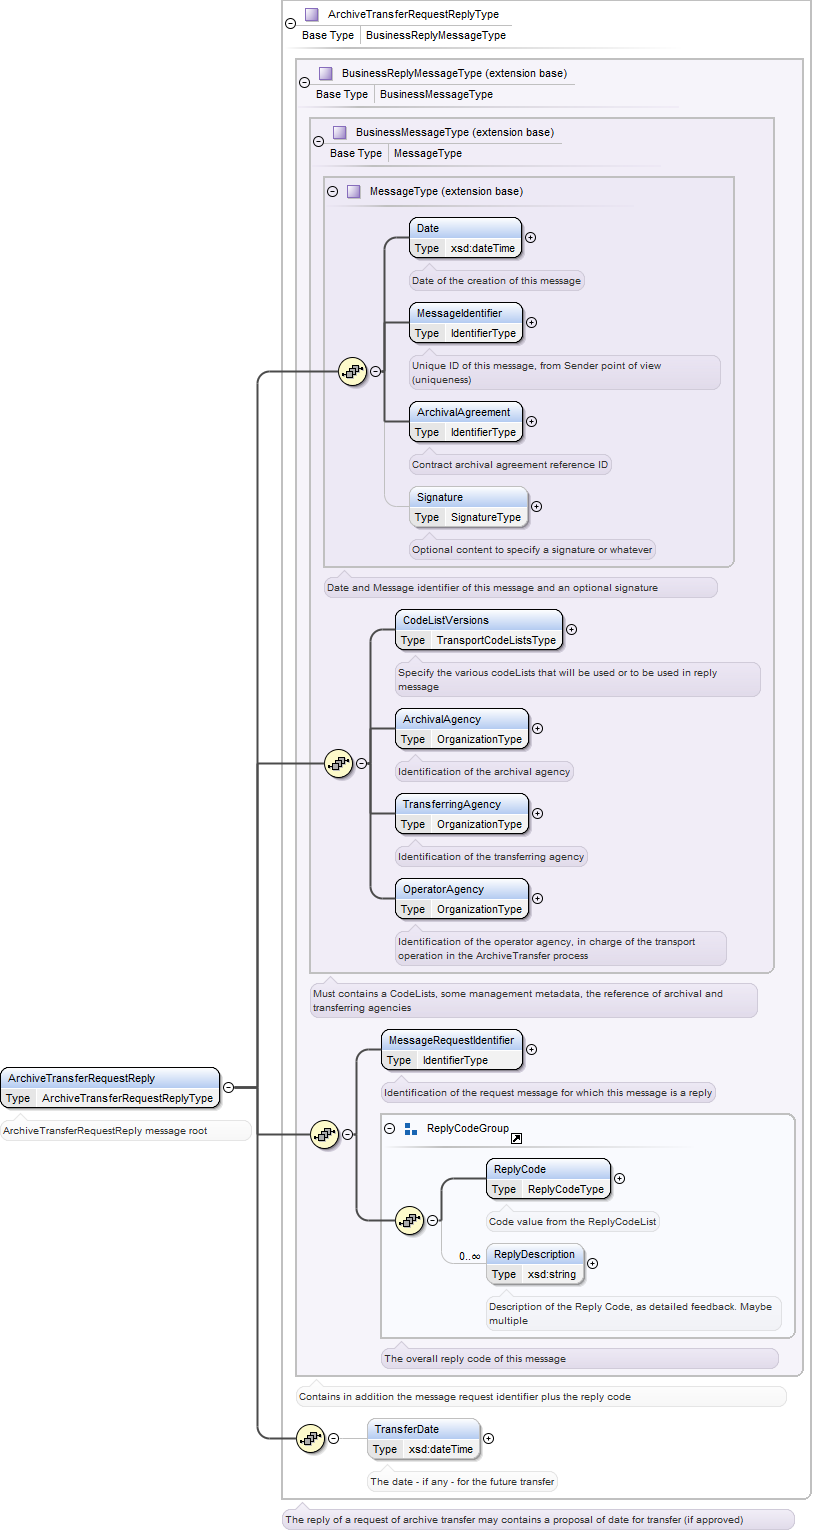 ArchiveTransferRequestReplyType
Base Type BusinessReplyMessageType
BusinessReplyMessageType (extension base)
Base Type BusinessMessageType
BusinessMessageType (extension base)
Base Type MessageType
MessageType (extension base)
Date
Type xsd:dateTime
Date of the creation of this message
MessageIdentifier
Type IdentifierType
Unique ID of this message, from Sender point of view
(uniqueness)
ArchivalAgreement
Type IdentifierType
Contract archival agreement reference ID
Signature
Type SignatureType
Optional content to specify a signature or whatever
Date and Message identifier of this message and an optional signature
CodeListVersions
Type TransportCodeListsType
Specify the various codeLists that will be used or to be used in reply
message
ArchivalAgency
Type OrganizationType
Identification of the archival agency
TransferringAgency
Type OrganizationType
Identification of the transferring agency
OperatorAgency
Type OrganizationType
Identification of the operator agency, in charge of the transport
operation in the ArchiveTransfer process
Must contains a CodeLists, some management metadata, the reference of archival and
transferring agencies
MessageRequestIdentifier
Type IdentifierType
Identification of the request message for which this message is a reply
ArchiveTransferRequestReply
Type ArchiveTransferRequestReplyType
ArchiveTransferRequestReply message root
ReplyCodeGroup
ReplyCode
Type ReplyCodeType
Code value from the ReplyCodeList
0..∞ ReplyDescription
Type xsd:string
Description of the Reply Code, as detailed feedback. Maybe
multiple
The overall reply code of this message
Contains in addition the message request identifier plus the reply code
TransferDate
Type xsd:dateTime
The date - if any - for the future transfer
The reply of a request of archive transfer may contains a proposal of date for transfer (if approved)